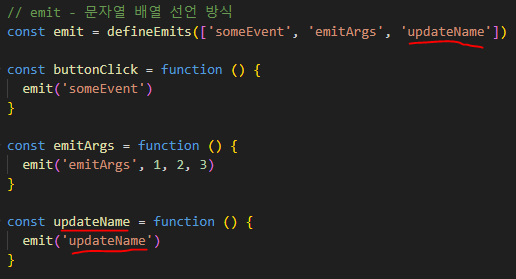 // emit - 문자열 배열 선언 방식
const emit = defineEmits(['someEvent', 'emitArgs', 'updateName'])
const buttonClick = function () {
emit('someEvent')
}
const emitArgs = function () {
emit('emitArgs', 1, 2, 3)
}
const updateName = function () {
emit('updateName')
}